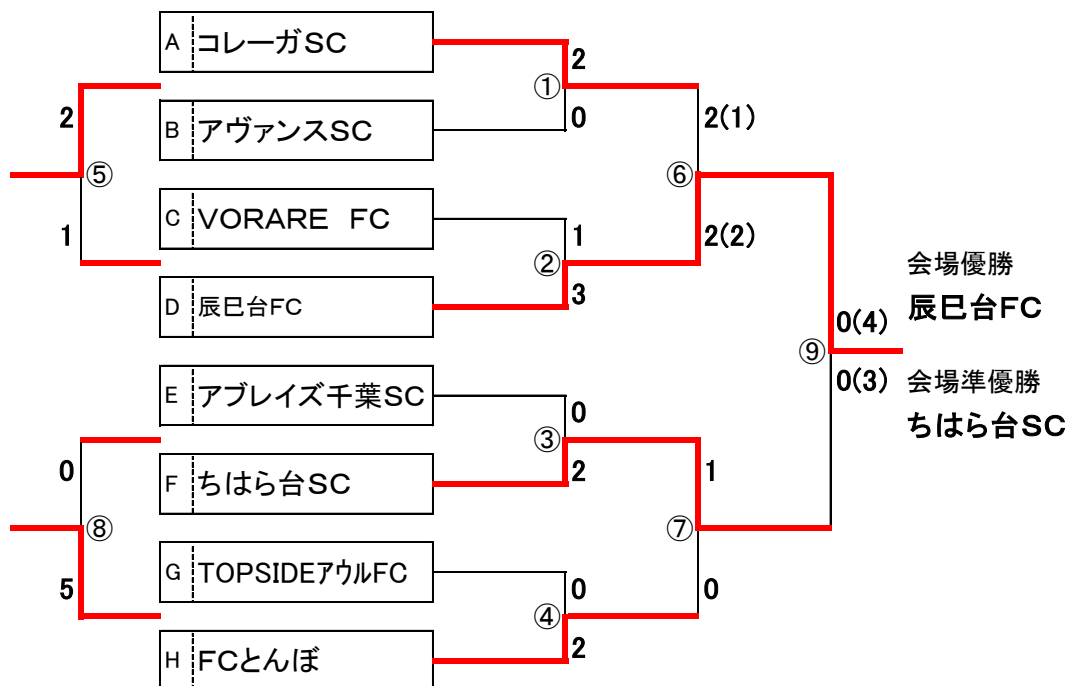 A コレーガSC
2
①
2
0
2(1)
B アヴァンスSC
⑤
⑥
C VORARE FC
1
1
2(2)
②
会場優勝
3
D 辰巳台FC
辰巳台FC
0(4)
⑨
E アブレイズ千葉SC
0(3)
会場準優勝
0
ちはら台SC
③
0
2
1
F ちはら台SC
⑧
⑦
G TOPSIDEアウルFC
5
0
0
④
2
H FCとんぼ